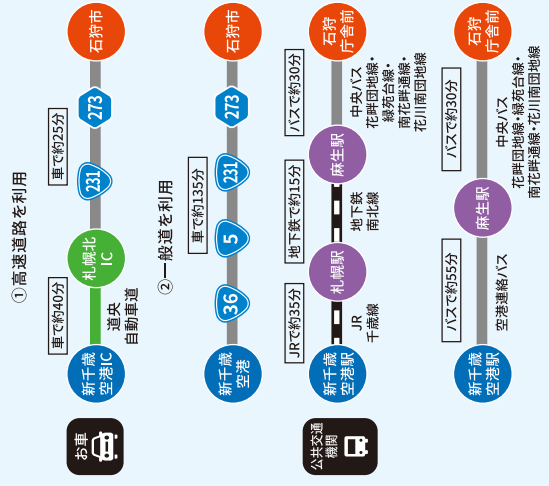 お車
①高速道路を利用
新千歳
空港IC
車で約40分
道央
自動車道
札幌北
IC
車で約25分
231
273
石狩市
②一般道を利用
新千歳
空港
車で約135分
36
5
231
273
石狩市
公共交通
機関
新千歳
空港駅
JRで約35分
JR
千歳線
札幌駅
地下鉄で約15分
地下鉄
南北線
麻生駅
バスで約30分
中央バス
花畔団地線・
緑苑台線・
南花畔通線・
花川南団地線
石狩
庁舎前
新千歳
空港駅
バスで約55分
空港連絡バス
麻生駅
バスで約30分
中央バス
花畔団地線・緑苑台線・
南花畔通線・花川南団地線
石狩
庁舎前